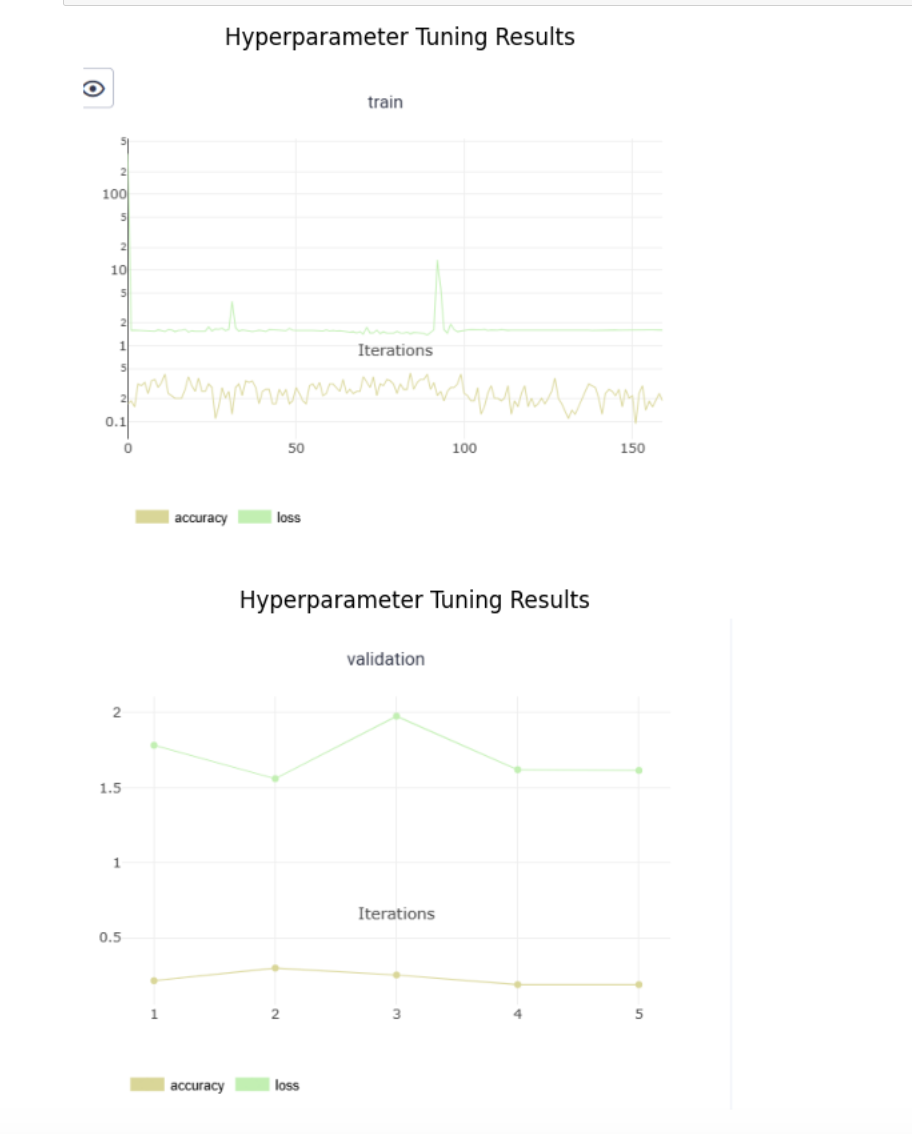 Hyperparameter Tuning Results
train
5
2
100
5
2
10
5
2
1
Iterations
5
2
0.1
0 50 100 150
accuracy loss
Hyperparameter Tuning Results
validation
2
1.5
1
Iterations
0.5
1 2 3 4 5
accuracy loss